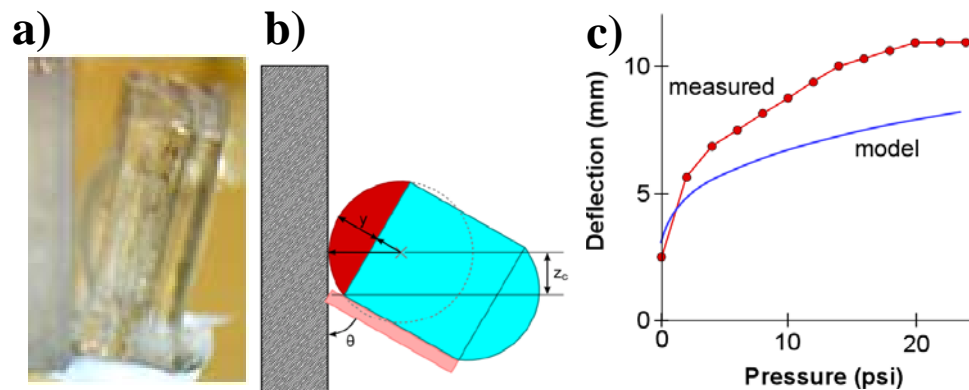 a)
b)
y
z_c
θ
c)
Deflection (mm)
10
5
0
measured
model
0
10
20
Pressure (psi)